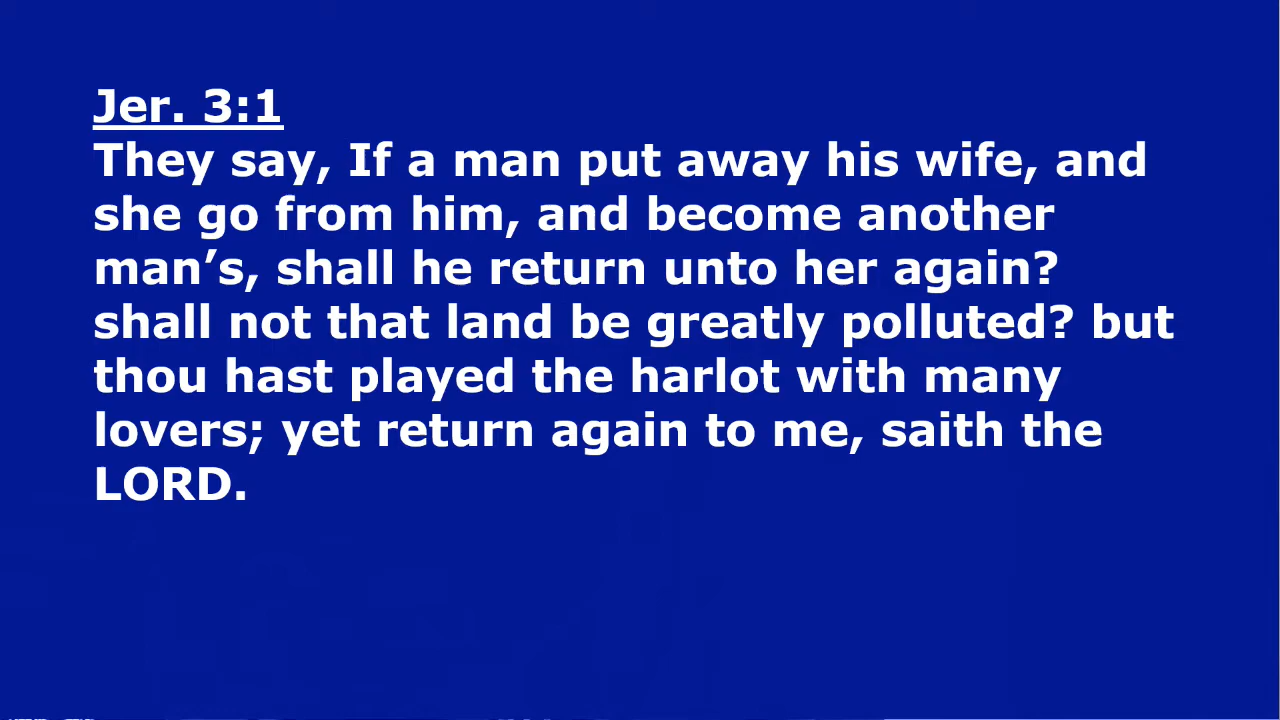 Jer. 3:1
They say, If a man put away his wife, and
she go from him, and become another
man’s, shall he return unto her again?
shall not that land be greatly polluted? but
thou hast played the harlot with many
lovers; yet return again to me, saith the
LORD.